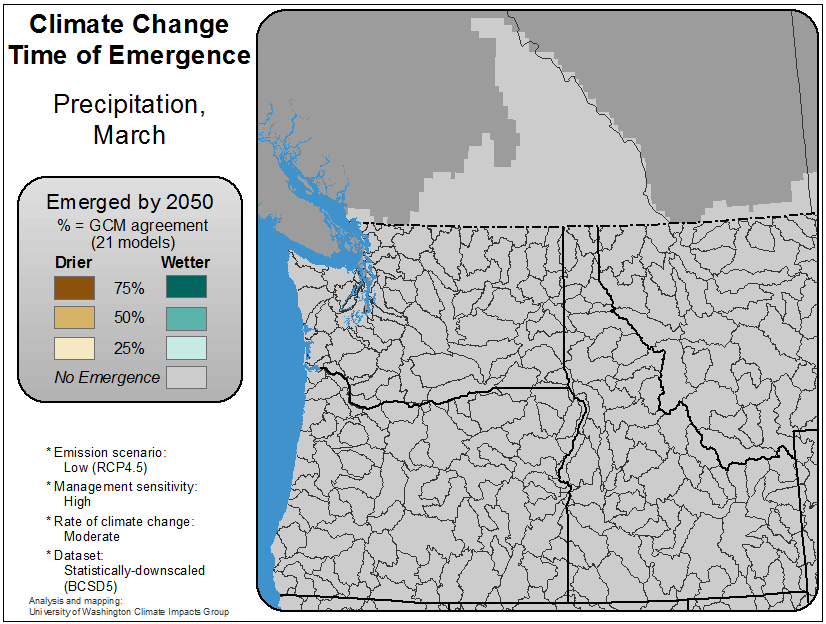 Climate Change
Time of Emergence
Precipitation,
March
Emerged by 2050
% = GCM agreement
(21 models)
Drier Wetter
75%
50%
25%
No Emergence
* Emission scenario:
Low (RCP4.5)
* Management sensitivity:
High
* Rate of climate change:
Moderate
* Dataset:
Statistically-downscaled
(BCSD5)
Analysis and mapping:
University of Washington Climate Impacts Group